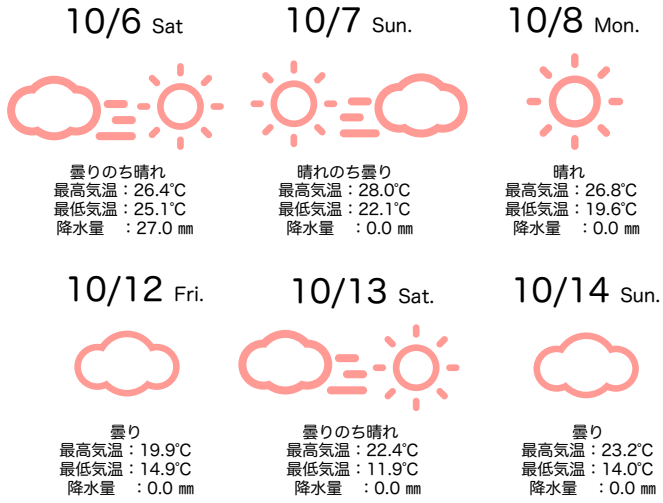 10/6 Sat
曇りのち晴れ
最高気温：26.4℃
最低気温：25.1℃
降水量　：27.0 ㎜
10/7 Sun.
晴れのち曇り
最高気温：28.0℃
最低気温：22.1℃
降水量　：0.0 ㎜
10/8 Mon.
晴れ
最高気温：26.8℃
最低気温：19.6℃
降水量　：0.0 ㎜
10/12 Fri.
曇り
最高気温：19.9℃
最低気温：14.9℃
降水量　：0.0 ㎜
10/13 Sat.
曇りのち晴れ
最高気温：22.4℃
最低気温：11.9℃
降水量　：0.0 ㎜
10/14 Sun.
曇り
最高気温：23.2℃
最低気温：14.0℃
降水量　：0.0 ㎜